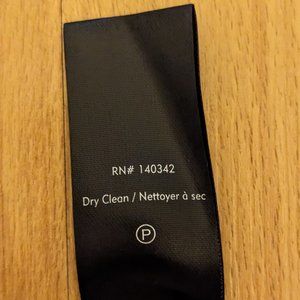 RN# 140342
Dry Clean / Nettoyer à sec
P